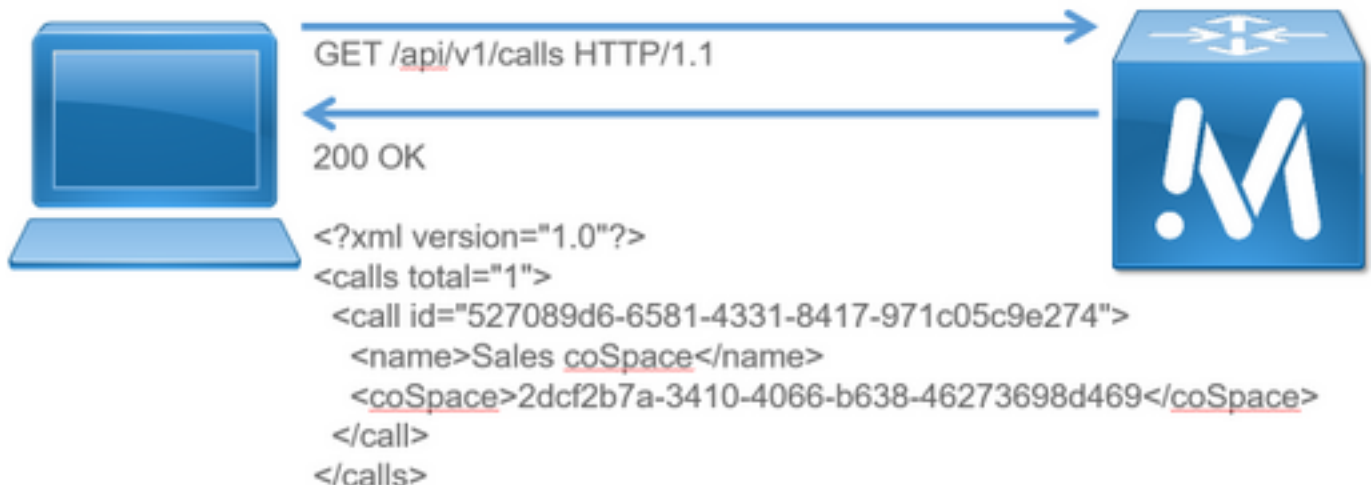 GET /api/v1/calls HTTP/1.1
200 OK
<?xml version="1.0"?>
<calls total="1">
<call id="527089d6-6581-4331-8417-971c05c9e274">
<name>Sales coSpace</name>
<coSpace>2dcf2b7a-3410-4066-b638-46273698d469</coSpace>
</call>
</calls>